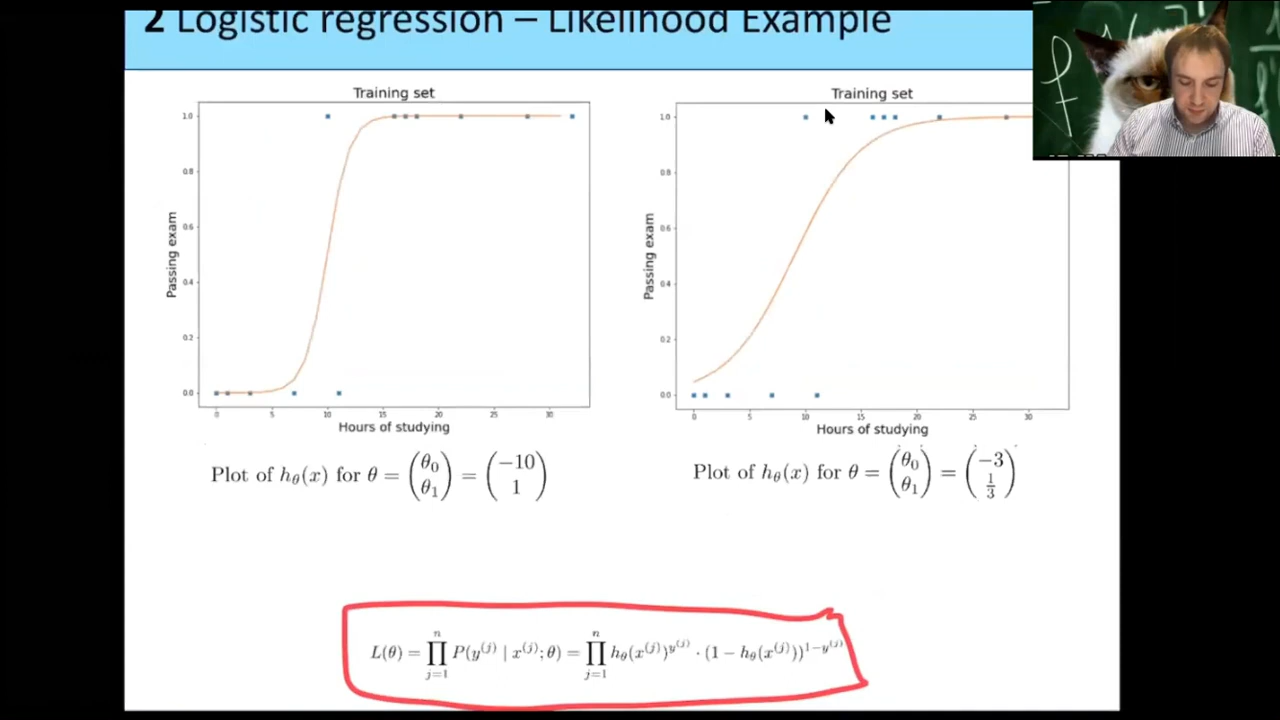 2 Logistic regression – Likelihood Example
Training set
1.0
0.8
0.6
0.4
0.2
0.0
Passing exam
0 5 10 15 20 25 30
Hours of studying
Plot of hθ(x) for θ = (θ₀ θ₁) = (−10 1)
Training set
1.0
0.8
0.6
0.4
0.2
0.0
Passing exam
0 5 10 15 20 25 30
Hours of studying
Plot of hθ(x) for θ = (θ₀ θ₁) = (−3 1/3)
L(θ) = ∏ⁿⱼ₌₁ P(y⁽ʲ⁾ | x⁽ʲ⁾; θ) = ∏ⁿⱼ₌₁ hθ(x⁽ʲ⁾)^y⁽ʲ⁾ · (1 − hθ(x⁽ʲ⁾))^1−y⁽ʲ⁾